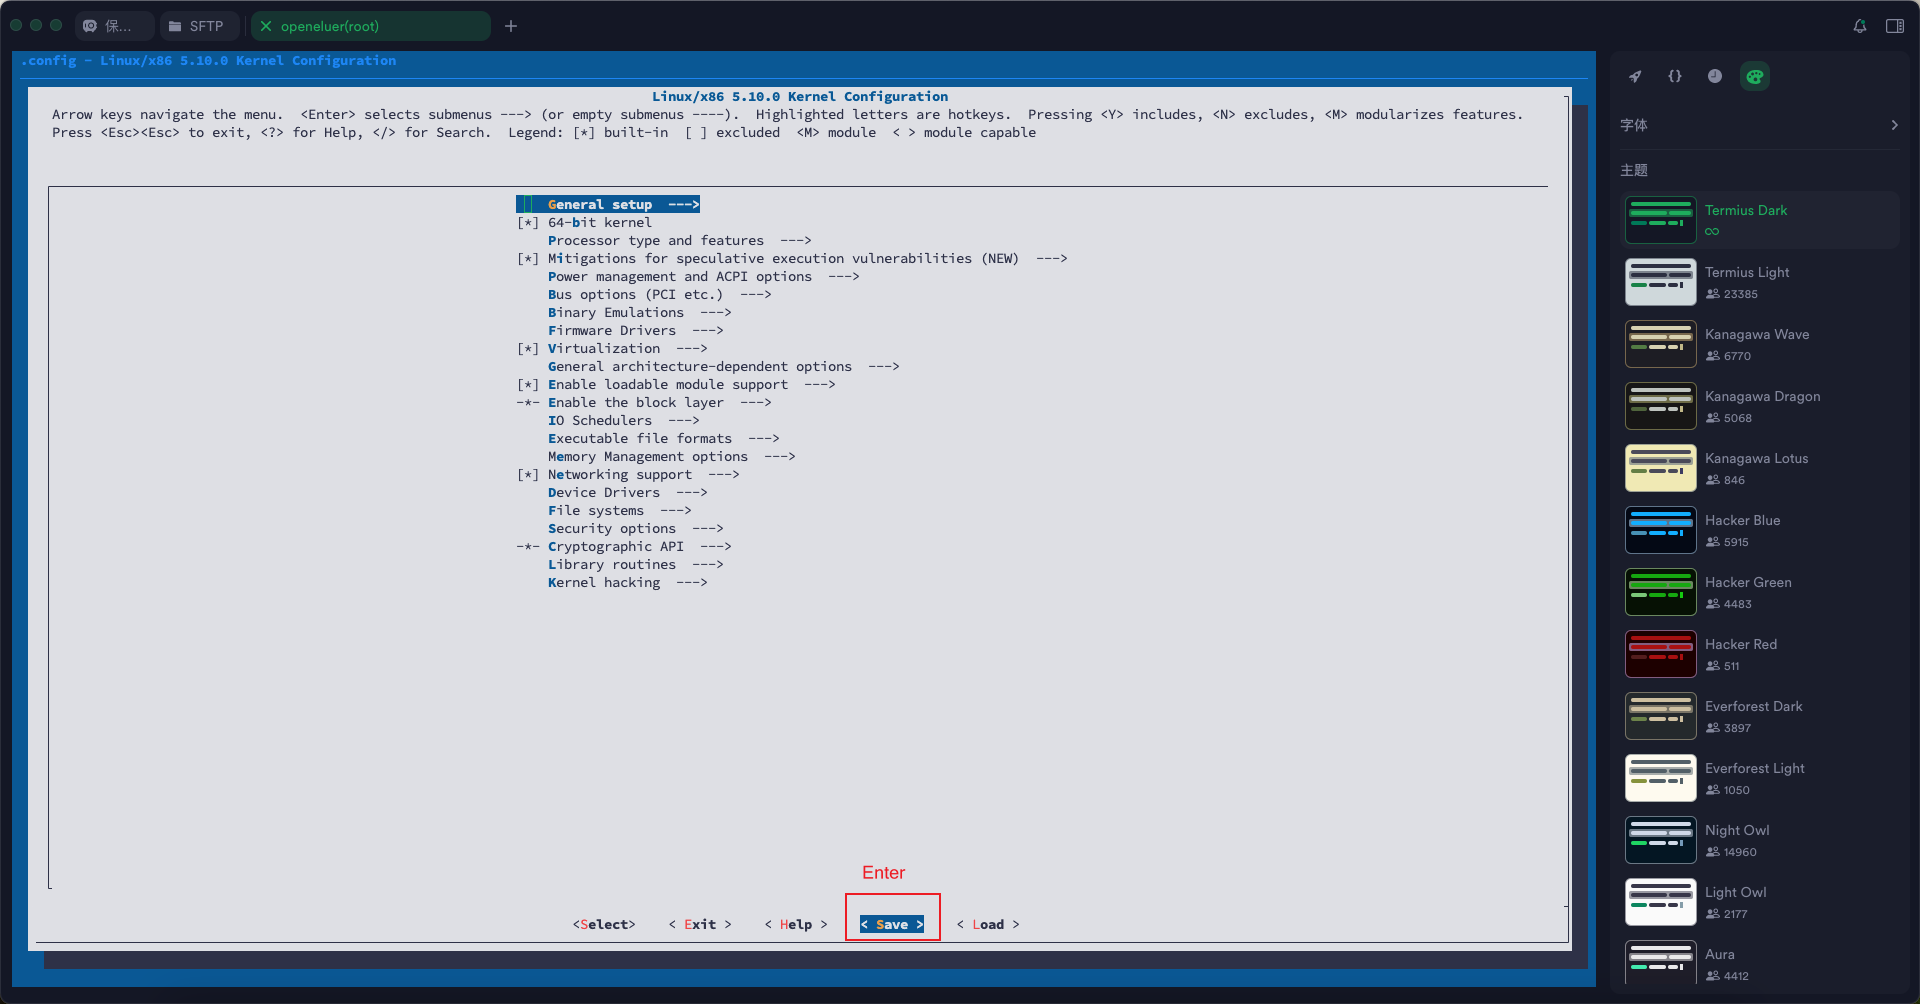 保...
SFTP
openeluer(root)
.config - Linux/x86 5.10.0 Kernel Configuration
Linux/x86 5.10.0 Kernel Configuration
Arrow keys navigate the menu.  <Enter> selects submenus ---> (or empty submenus ----).  Highlighted letters are hotkeys.  Pressing <Y> includes, <N> excludes, <M> modularizes features.
Press <Esc><Esc> to exit, <?> for Help, </> for Search.  Legend: [*] built-in  [ ] excluded  <M> module  < > module capable
General setup  --->
[*] 64-bit kernel
Processor type and features  --->
[*] Mitigations for speculative execution vulnerabilities (NEW)  --->
Power management and ACPI options  --->
Bus options (PCI etc.)  --->
Binary Emulations  --->
Firmware Drivers  --->
[*] Virtualization  --->
General architecture-dependent options  --->
[*] Enable loadable module support  --->
-*- Enable the block layer  --->
IO Schedulers  --->
Executable file formats  --->
Memory Management options  --->
[*] Networking support  --->
Device Drivers  --->
File systems  --->
Security options  --->
-*- Cryptographic API  --->
Library routines  --->
Kernel hacking  --->
Enter
<Select>    < Exit >    < Help >    < Save >    < Load >
字体
主题
Termius Dark
∞
Termius Light
23385
Kanagawa Wave
6770
Kanagawa Dragon
5068
Kanagawa Lotus
846
Hacker Blue
5915
Hacker Green
4483
Hacker Red
511
Everforest Dark
3897
Everforest Light
1050
Night Owl
14960
Light Owl
2177
Aura
4412